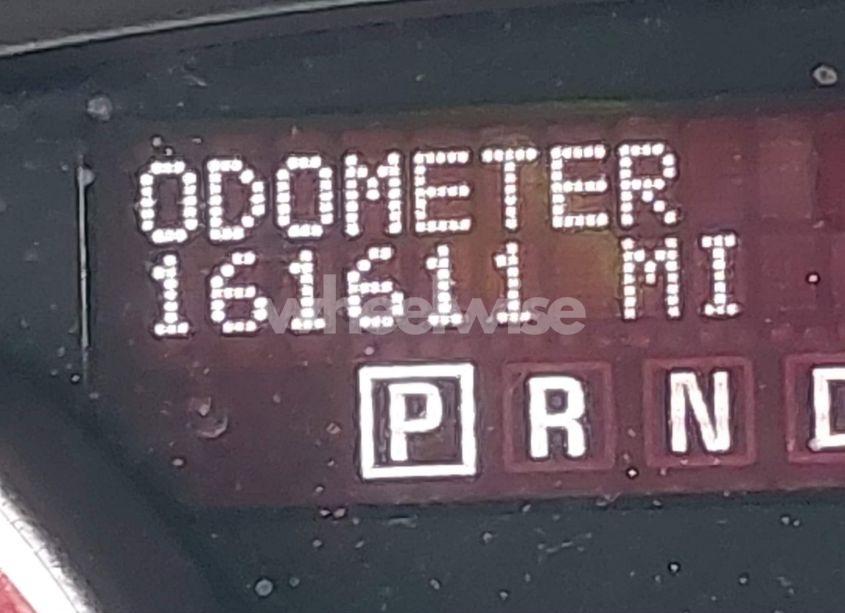 ODOMETER
161611 MI
P R N D
wheelwise